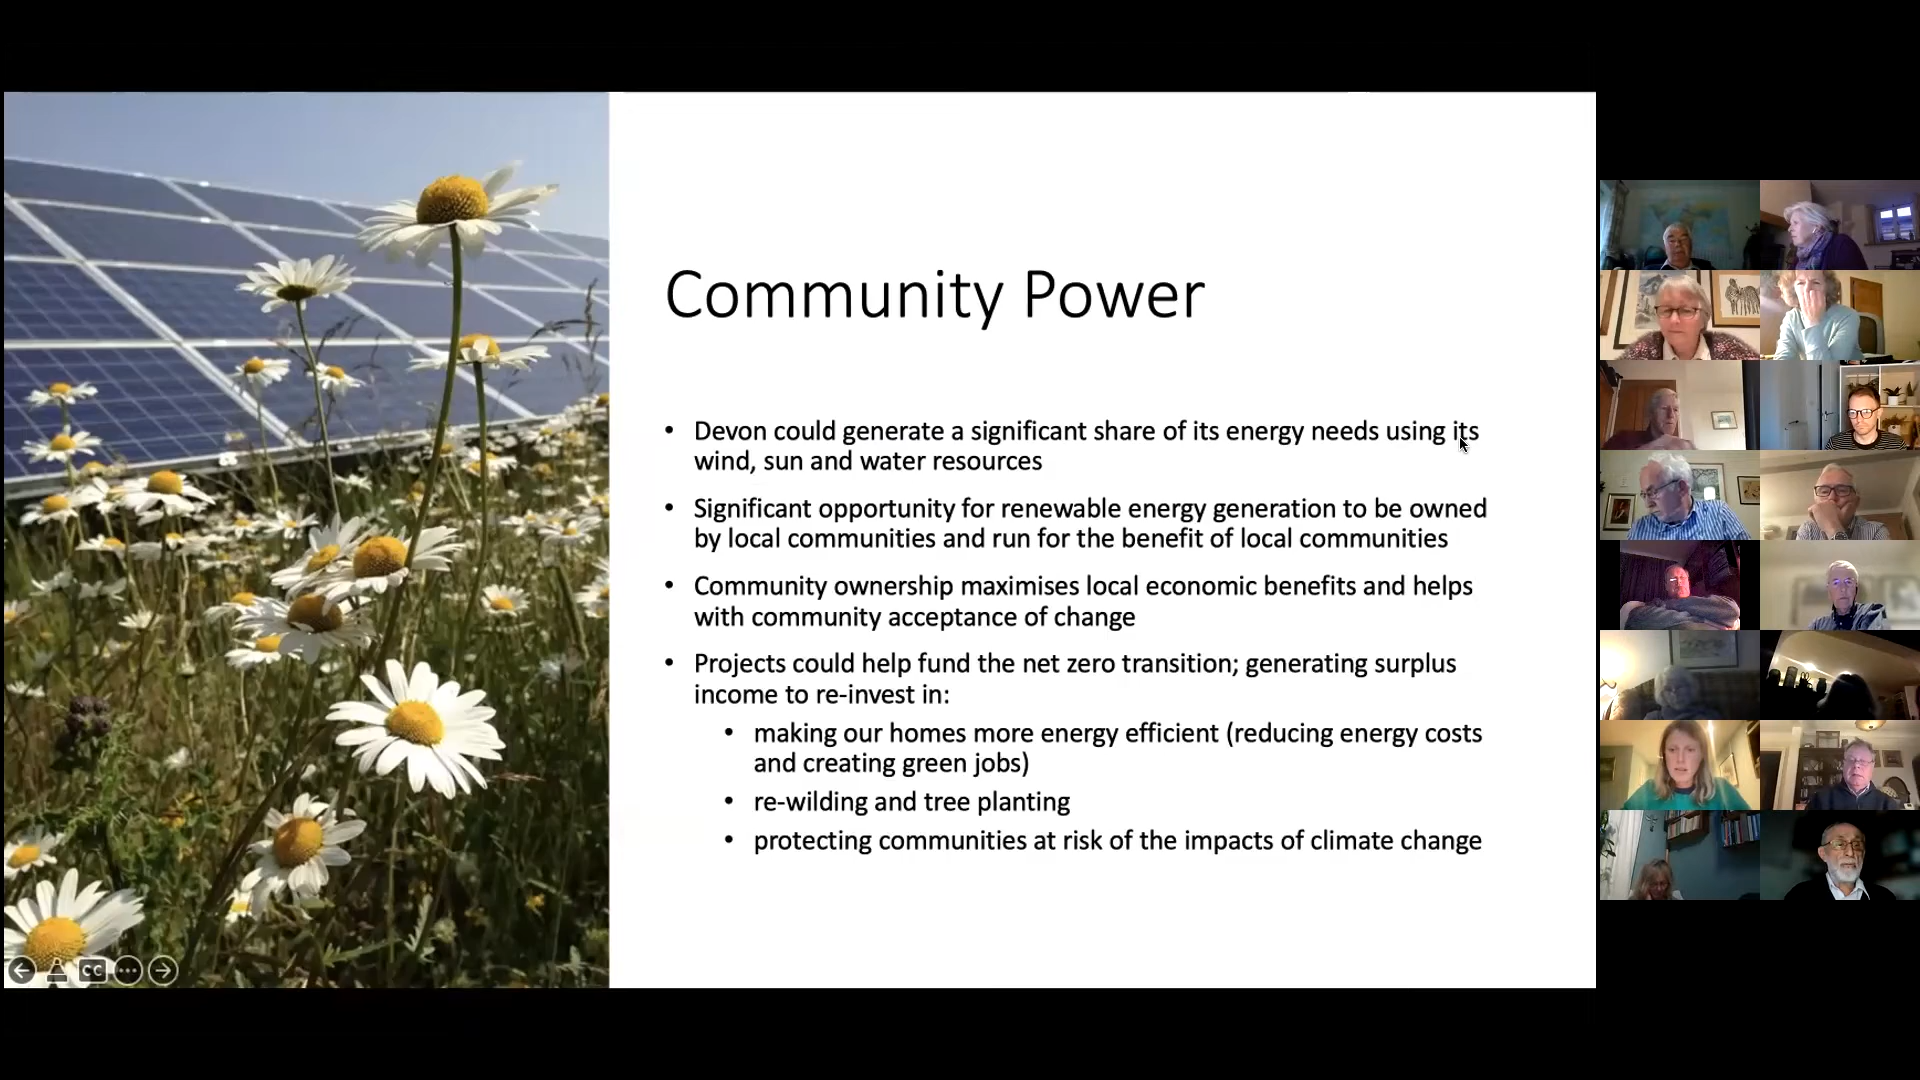 Community Power
• Devon could generate a significant share of its energy needs using its
wind, sun and water resources
• Significant opportunity for renewable energy generation to be owned
by local communities and run for the benefit of local communities
• Community ownership maximises local economic benefits and helps
with community acceptance of change
• Projects could help fund the net zero transition; generating surplus
income to re-invest in:
• making our homes more energy efficient (reducing energy costs
and creating green jobs)
• re-wilding and tree planting
• protecting communities at risk of the impacts of climate change
CC